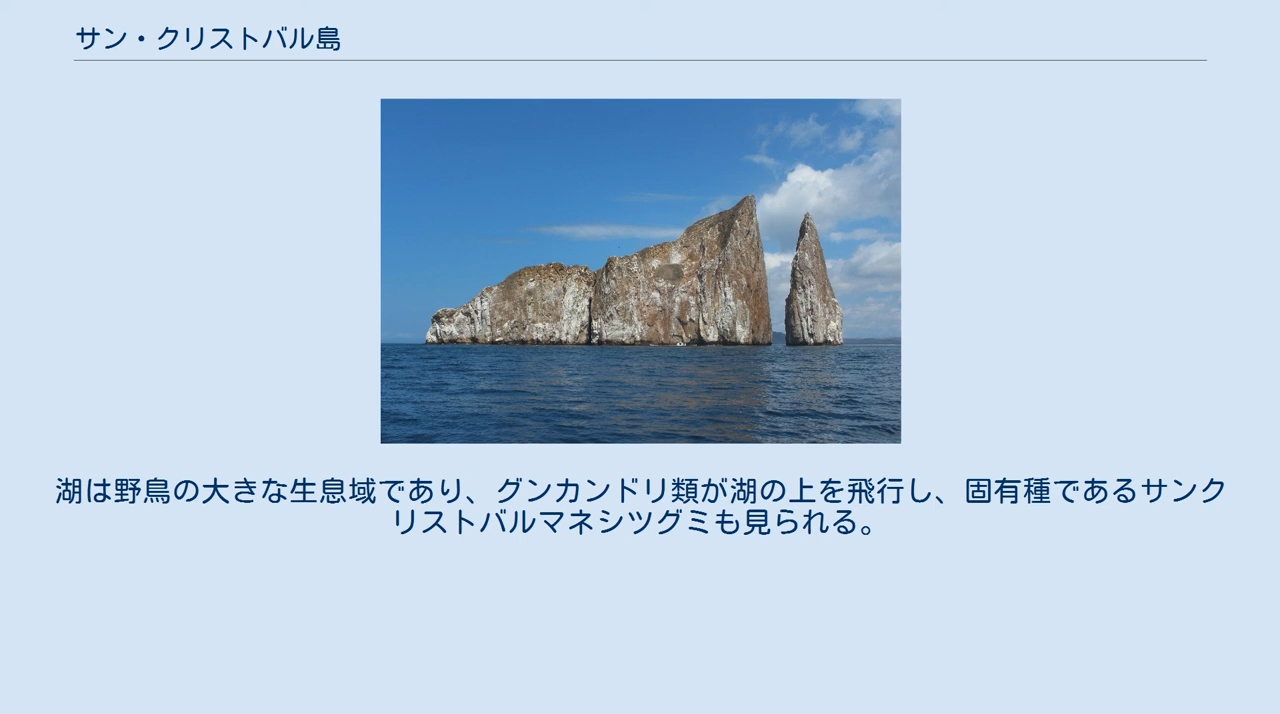 サン・クリストバル島
湖は野鳥の大きな生息域であり、グンカンドリ類が湖の上を飛行し、固有種であるサンク
リストバルマネシツグミも見られる。